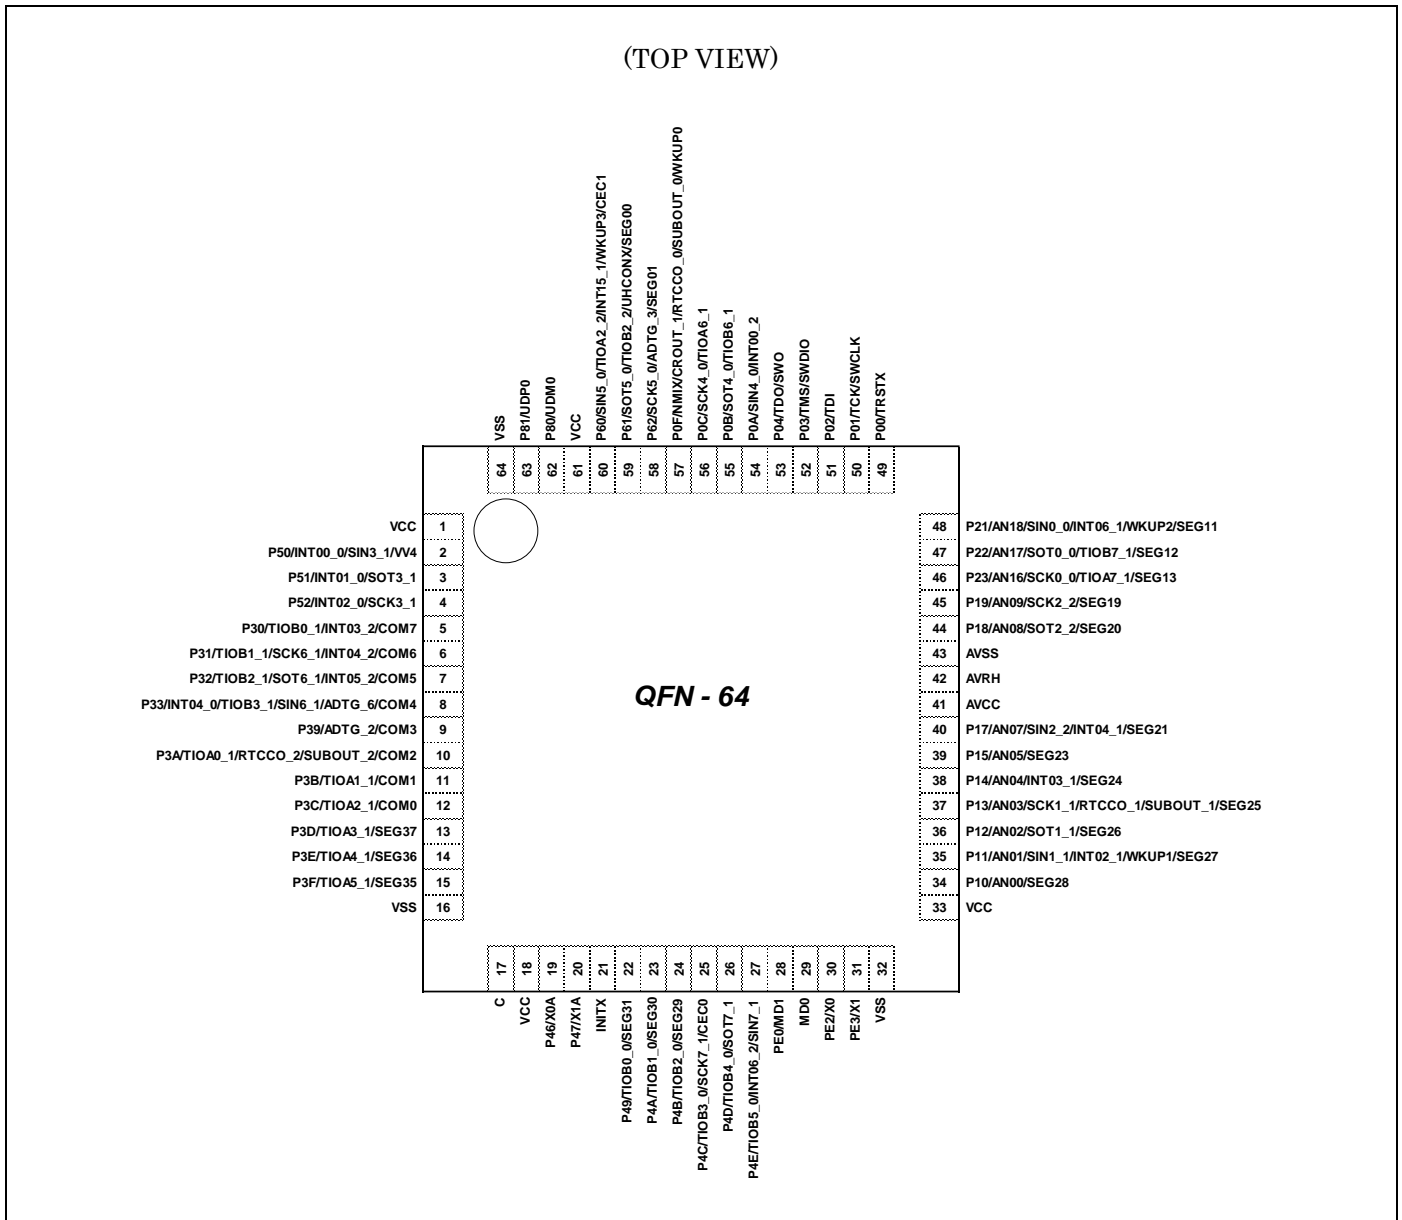 (TOP VIEW)
VSS
P81/UDP0
P80/UDM0
VCC
P60/SIN5_0/TIOA2_2/INT15_1/WKUP3/CEC1
P61/SOT5_0/TIOB2_2/UHCONX/SEG00
P62/SCK5_0/ADTG_3/SEG01
P0F/NMIX/CROUT_1/RTCCO_0/SUBOUT_0/WKUP0
P0C/SCK4_0/TIOA6_1
P0B/SOT4_0/TIOB6_1
P0A/SIN4_0/INT00_2
P04/TDO/SWO
P03/TMS/SWDIO
P02/TDI
P01/TCK/SWCLK
P00/TRSTX
64 63 62 61 60 59 58 57 56 55 54 53 52 51 50 49
VCC 1
P50/INT00_0/SIN3_1/VV4 2
P51/INT01_0/SOT3_1 3
P52/INT02_0/SCK3_1 4
P30/TIOB0_1/INT03_2/COM7 5
P31/TIOB1_1/SCK6_1/INT04_2/COM6 6
P32/TIOB2_1/SOT6_1/INT05_2/COM5 7
P33/INT04_0/TIOB3_1/SIN6_1/ADTG_6/COM4 8
P39/ADTG_2/COM3 9
P3A/TIOA0_1/RTCCO_2/SUBOUT_2/COM2 10
P3B/TIOA1_1/COM1 11
P3C/TIOA2_1/COM0 12
P3D/TIOA3_1/SEG37 13
P3E/TIOA4_1/SEG36 14
P3F/TIOA5_1/SEG35 15
VSS 16
QFN - 64
48 P21/AN18/SIN0_0/INT06_1/WKUP2/SEG11
47 P22/AN17/SOT0_0/TIOB7_1/SEG12
46 P23/AN16/SCK0_0/TIOA7_1/SEG13
45 P19/AN09/SCK2_2/SEG19
44 P18/AN08/SOT2_2/SEG20
43 AVSS
42 AVRH
41 AVCC
40 P17/AN07/SIN2_2/INT04_1/SEG21
39 P15/AN05/SEG23
38 P14/AN04/INT03_1/SEG24
37 P13/AN03/SCK1_1/RTCCO_1/SUBOUT_1/SEG25
36 P12/AN02/SOT1_1/SEG26
35 P11/AN01/SIN1_1/INT02_1/WKUP1/SEG27
34 P10/AN00/SEG28
33 VCC
17 18 19 20 21 22 23 24 25 26 27 28 29 30 31 32
C
VCC
P46/X0A
P47/X1A
INITX
P49/TIOB0_0/SEG31
P4A/TIOB1_0/SEG30
P4B/TIOB2_0/SEG29
P4C/TIOB3_0/SCK7_1/CEC0
P4D/TIOB4_0/SOT7_1
P4E/TIOB5_0/INT06_2/SIN7_1
PE0/MD1
MD0
PE2/X0
PE3/X1
VSS